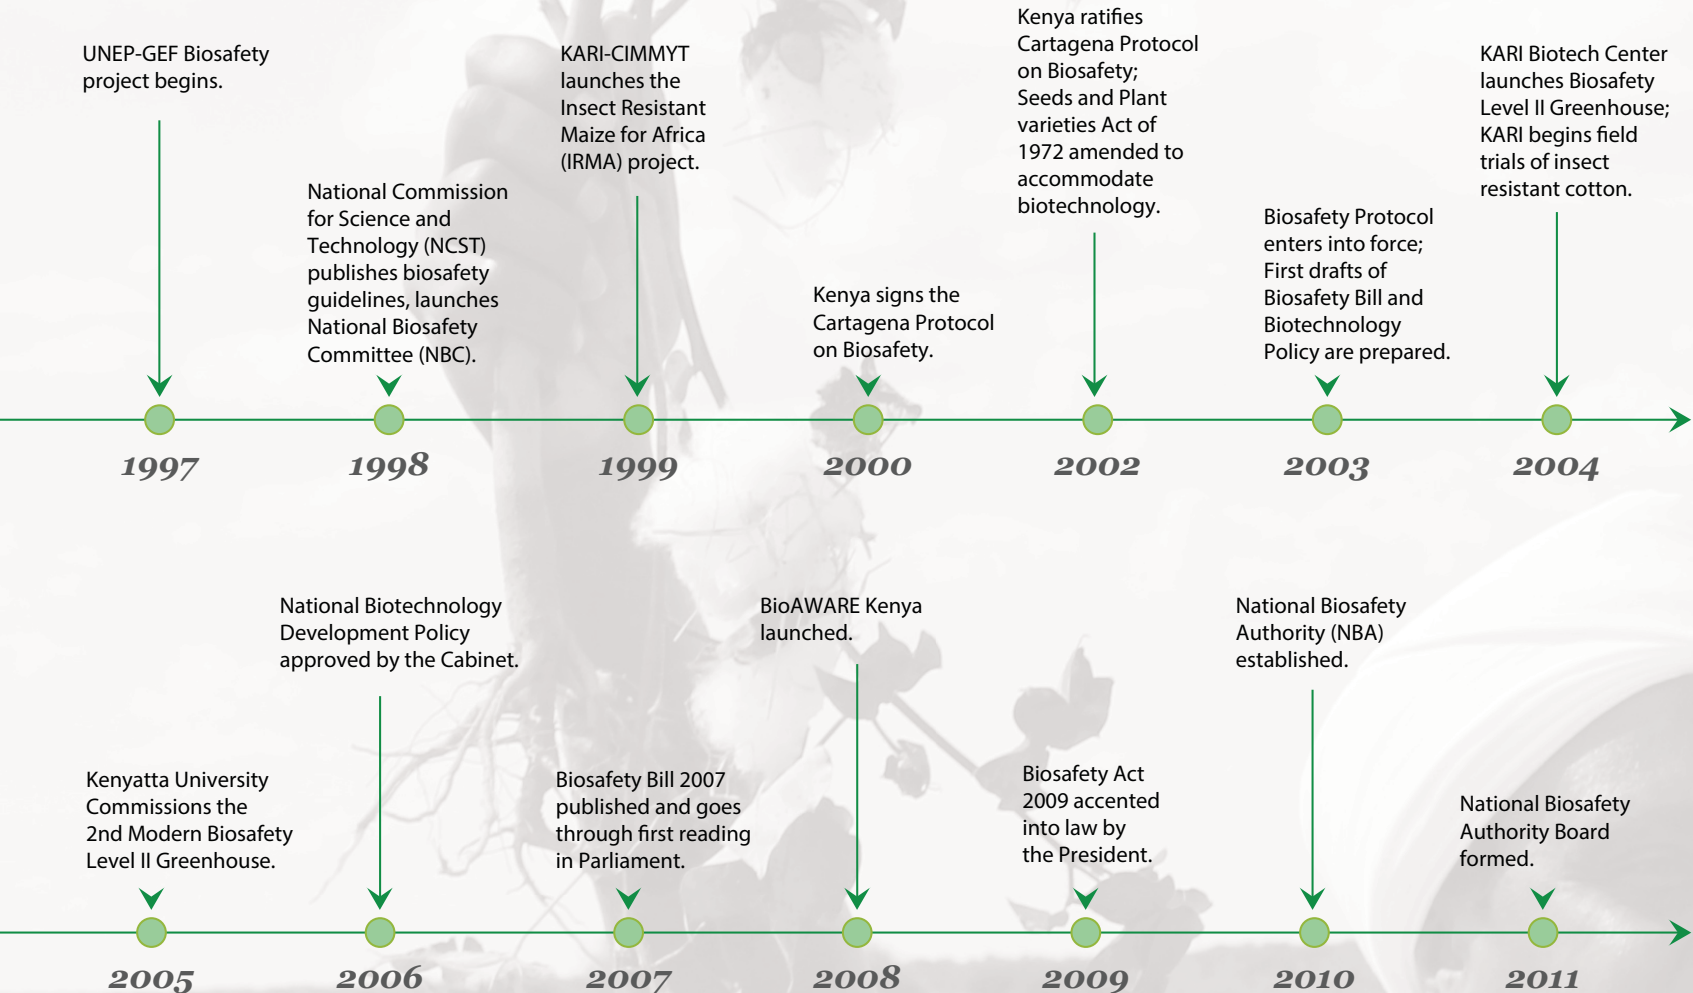 UNEP-GEF Biosafety
project begins.
National Commission
for Science and
Technology (NCST)
publishes biosafety
guidelines, launches
National Biosafety
Committee (NBC).
KARI-CIMMYT
launches the
Insect Resistant
Maize for Africa
(IRMA) project.
Kenya signs the
Cartagena Protocol
on Biosafety.
Kenya ratifies
Cartagena Protocol
on Biosafety;
Seeds and Plant
varieties Act of
1972 amended to
accommodate
biotechnology.
Biosafety Protocol
enters into force;
First drafts of
Biosafety Bill and
Biotechnology
Policy are prepared.
KARI Biotech Center
launches Biosafety
Level II Greenhouse;
KARI begins field
trials of insect
resistant cotton.
1997 1998 1999 2000 2002 2003 2004
Kenyatta University
Commissions the
2nd Modern Biosafety
Level II Greenhouse.
National Biotechnology
Development Policy
approved by the Cabinet.
Biosafety Bill 2007
published and goes
through first reading
in Parliament.
BioAWARE Kenya
launched.
Biosafety Act
2009 accented
into law by
the President.
National Biosafety
Authority (NBA)
established.
National Biosafety
Authority Board
formed.
2005 2006 2007 2008 2009 2010 2011